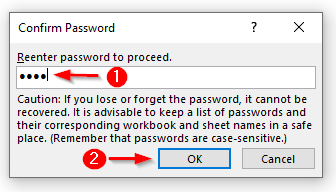 Confirm Password
Reenter password to proceed.
••••
1
Caution: If you lose or forget the password, it cannot be
recovered. It is advisable to keep a list of passwords and
their corresponding workbook and sheet names in a safe
place. (Remember that passwords are case-sensitive.)
2
OK
Cancel